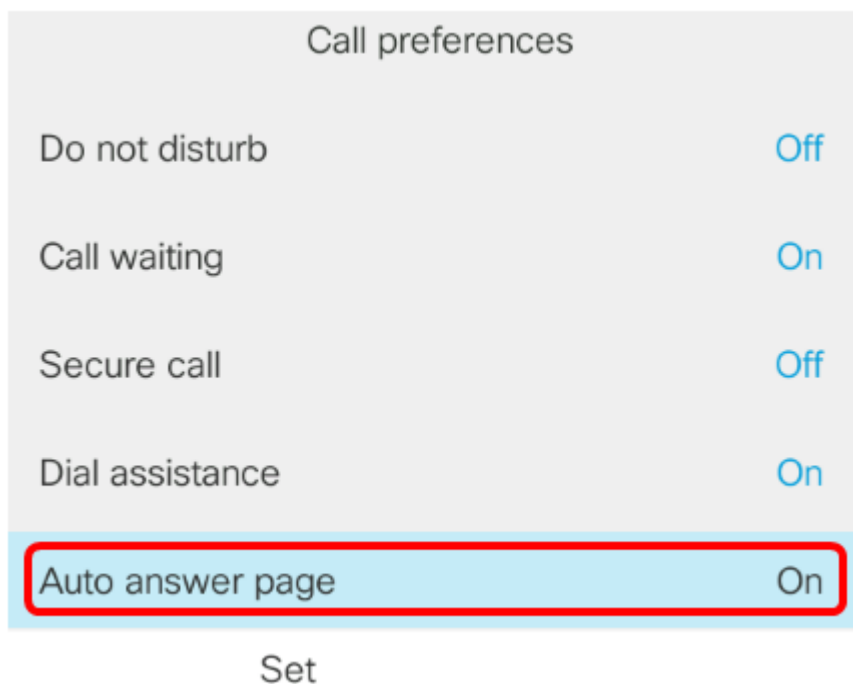 Call preferences
Do not disturb Off
Call waiting On
Secure call Off
Dial assistance On
Auto answer page On
Set